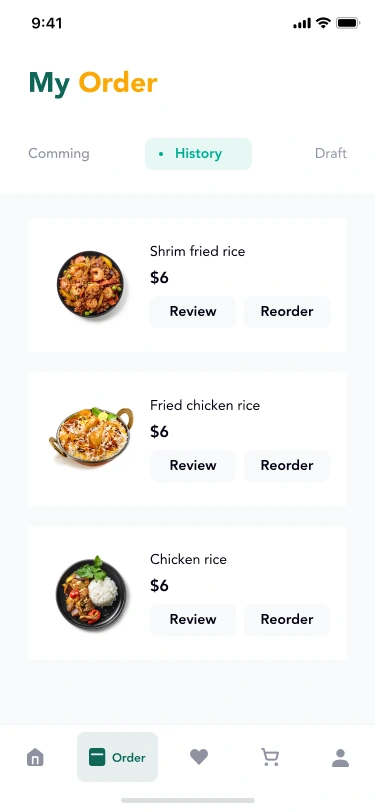 9:41
My Order
Comming
History
Draft
Shrim fried rice
$6
Review Reorder
Fried chicken rice
$6
Review Reorder
Chicken rice
$6
Review Reorder
Order